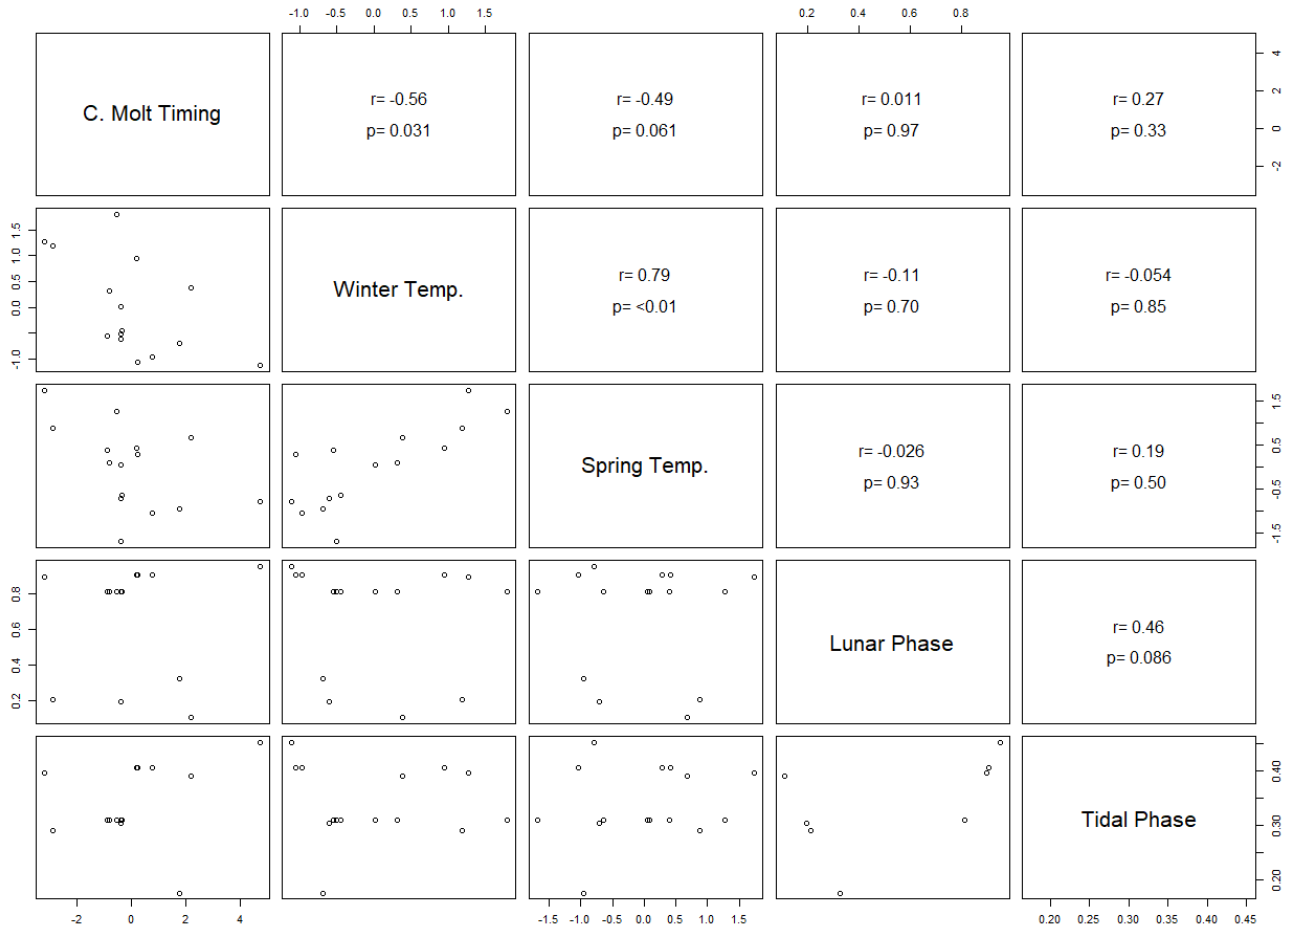 -1.0 -0.5 0.0 0.5 1.0 1.5
0.2 0.4 0.6 0.8
C. Molt Timing
r= -0.56
p= 0.031
r= -0.49
p= 0.061
r= 0.011
p= 0.97
r= 0.27
p= 0.33
4
2
0
-2
1.5
1.0
0.5
0.0
-1.0
Winter Temp.
r= 0.79
p= <0.01
r= -0.11
p= 0.70
r= -0.054
p= 0.85
Spring Temp.
r= -0.026
p= 0.93
r= 0.19
p= 0.50
1.5
0.5
-0.5
-1.5
0.8
0.6
0.4
0.2
Lunar Phase
r= 0.46
p= 0.086
Tidal Phase
0.40
0.30
0.20
-2 0 2 4
-1.5 -1.0 -0.5 0.0 0.5 1.0 1.5
0.20 0.25 0.30 0.35 0.40 0.45